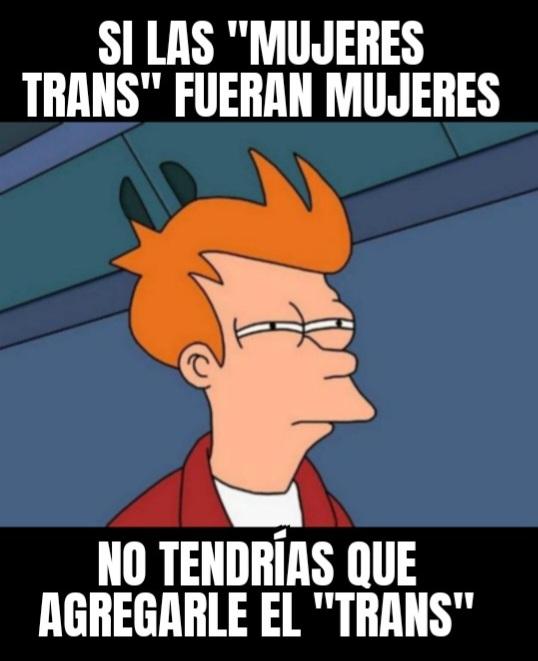 SI LAS "MUJERES
TRANS" FUERAN MUJERES
NO TENDRÍAS QUE
AGREGARLE EL "TRANS"